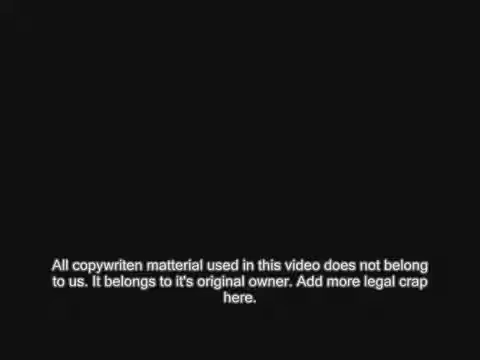 All copywriten matterial used in this video does not belong
to us. It belongs to it's original owner. Add more legal crap
here.